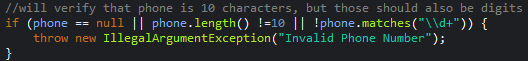 //will verify that phone is 10 characters, but those should also be digits
if (phone == null || phone.length() !=10 || !phone.matches("\\d+")) {
throw new IllegalArgumentException("Invalid Phone Number");
}